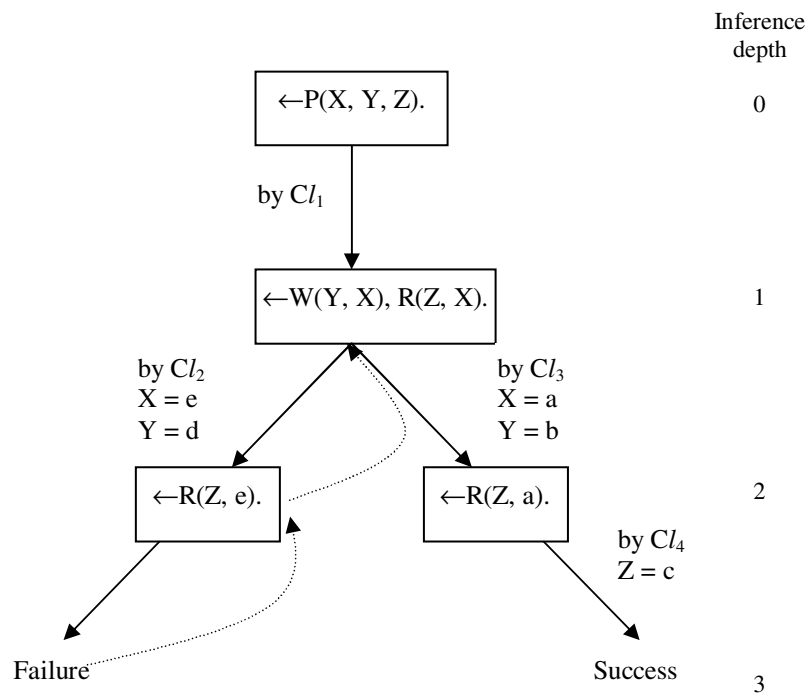 Inference
depth
←P(X, Y, Z).
0
by Cl₁
←W(Y, X), R(Z, X).
1
by Cl₂
X = e
Y = d
by Cl₃
X = a
Y = b
←R(Z, e).
←R(Z, a).
2
by Cl₄
Z = c
Failure
Success
3